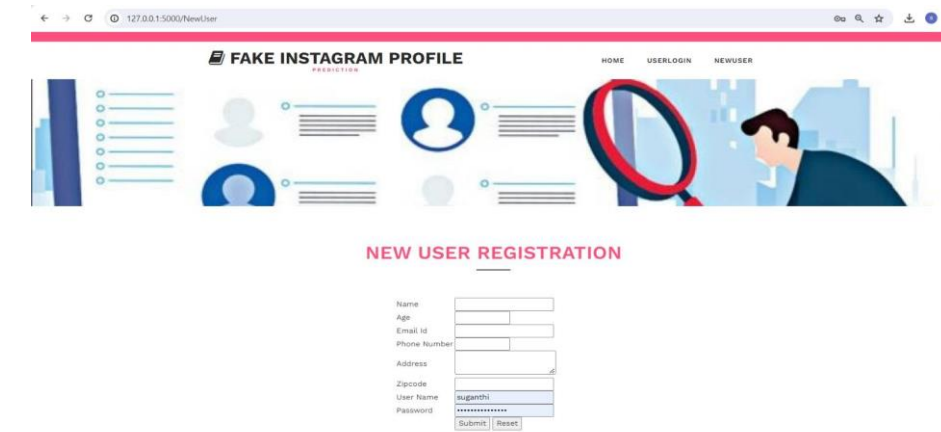 127.0.0.1:5000/NewUser
FAKE INSTAGRAM PROFILE
PREDICTION
HOME USERLOGIN NEWUSER
NEW USER REGISTRATION
Name
Age
Email Id
Phone Number
Address
Zipcode
User Name suganthi
Password •••••••••••••••
Submit Reset